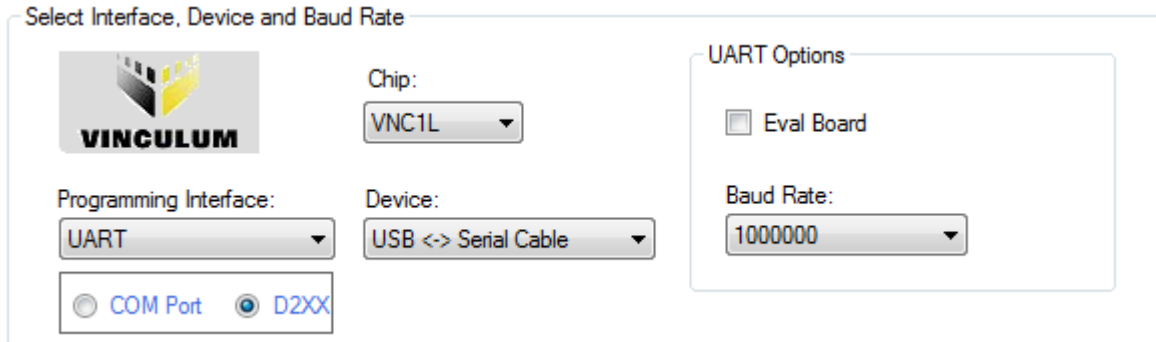 Select Interface, Device and Baud Rate
VINCULUM
Chip:
VNC1L
UART Options
Eval Board
Programming Interface:
UART
Device:
USB <-> Serial Cable
Baud Rate:
1000000
COM Port
D2XX